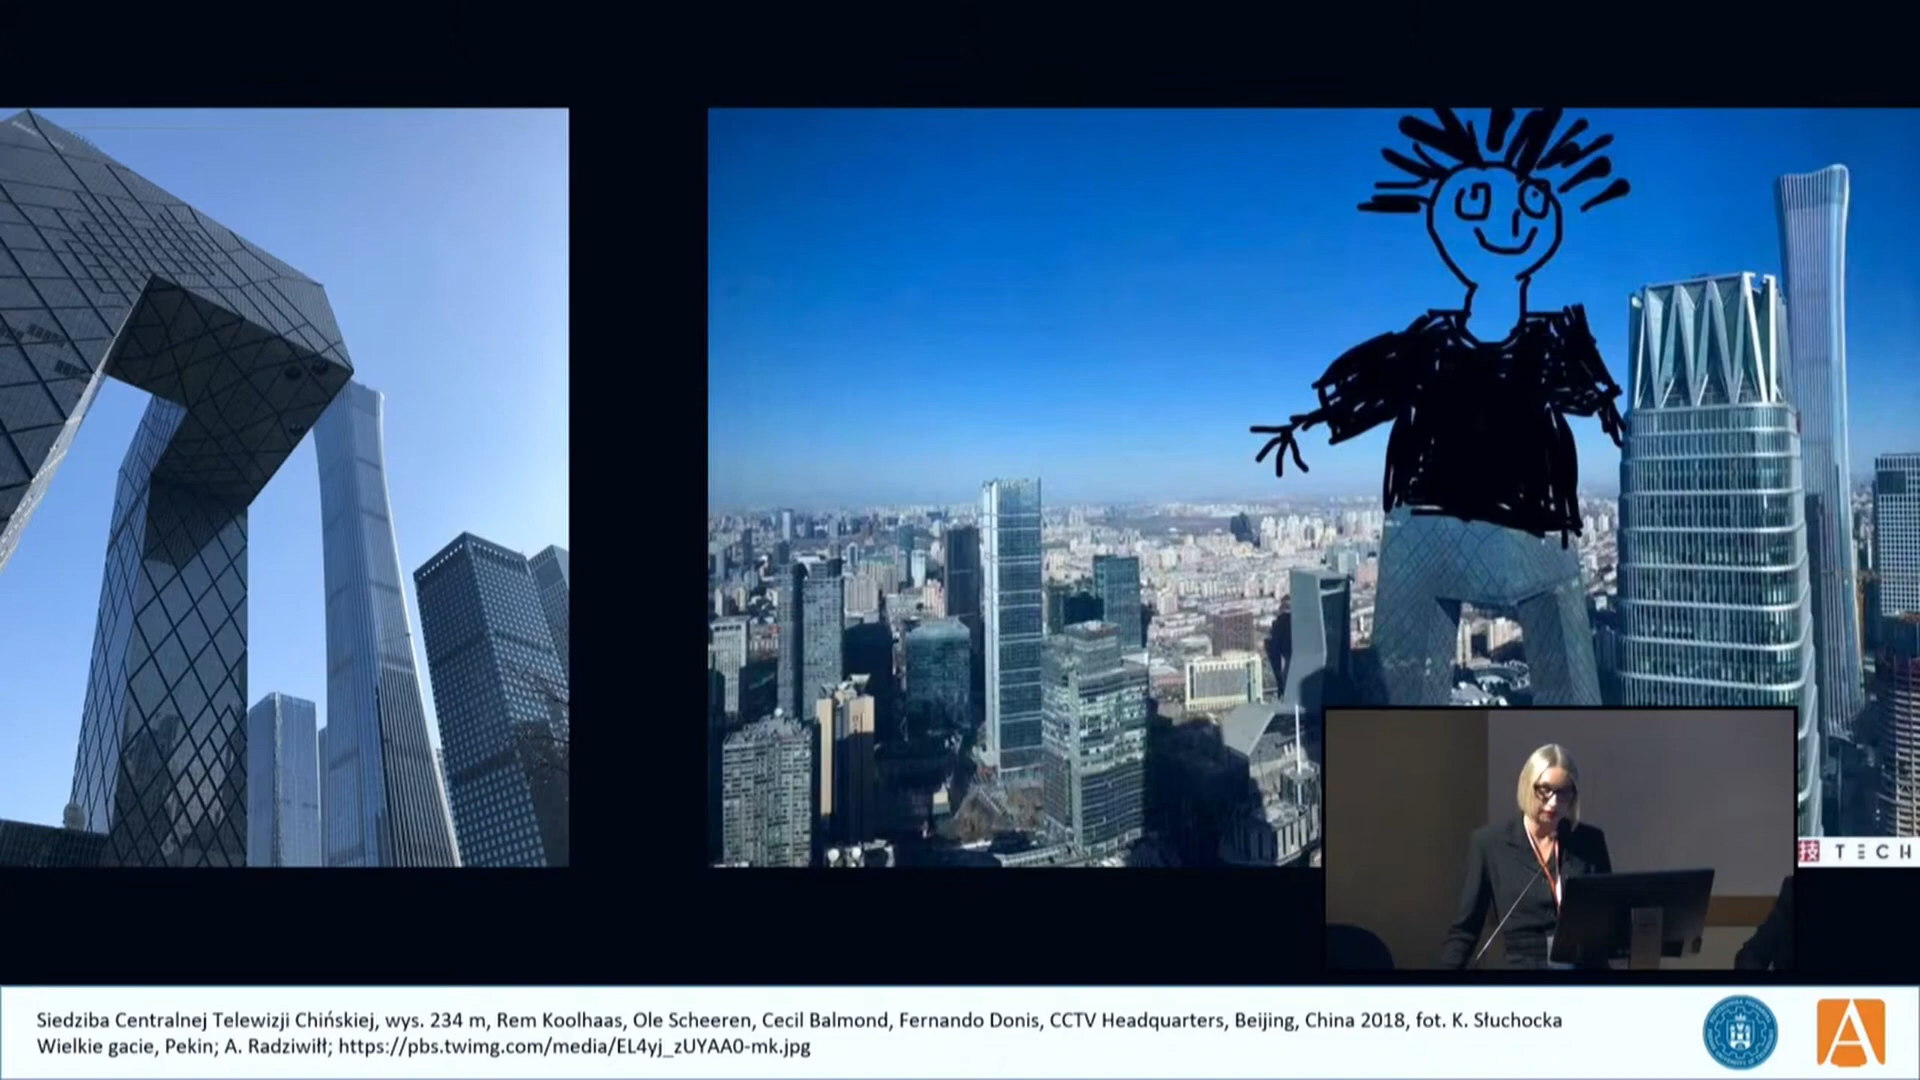 技 TECH
Siedziba Centralnej Telewizji Chińskiej, wys. 234 m, Rem Koolhaas, Ole Scheeren, Cecil Balmond, Fernando Donis, CCTV Headquarters, Beijing, China 2018, fot. K. Słuchocka
Wielkie gacie, Pekin; A. Radziwiłł; https://pbs.twimg.com/media/EL4yj_zUYAA0-mk.jpg
A